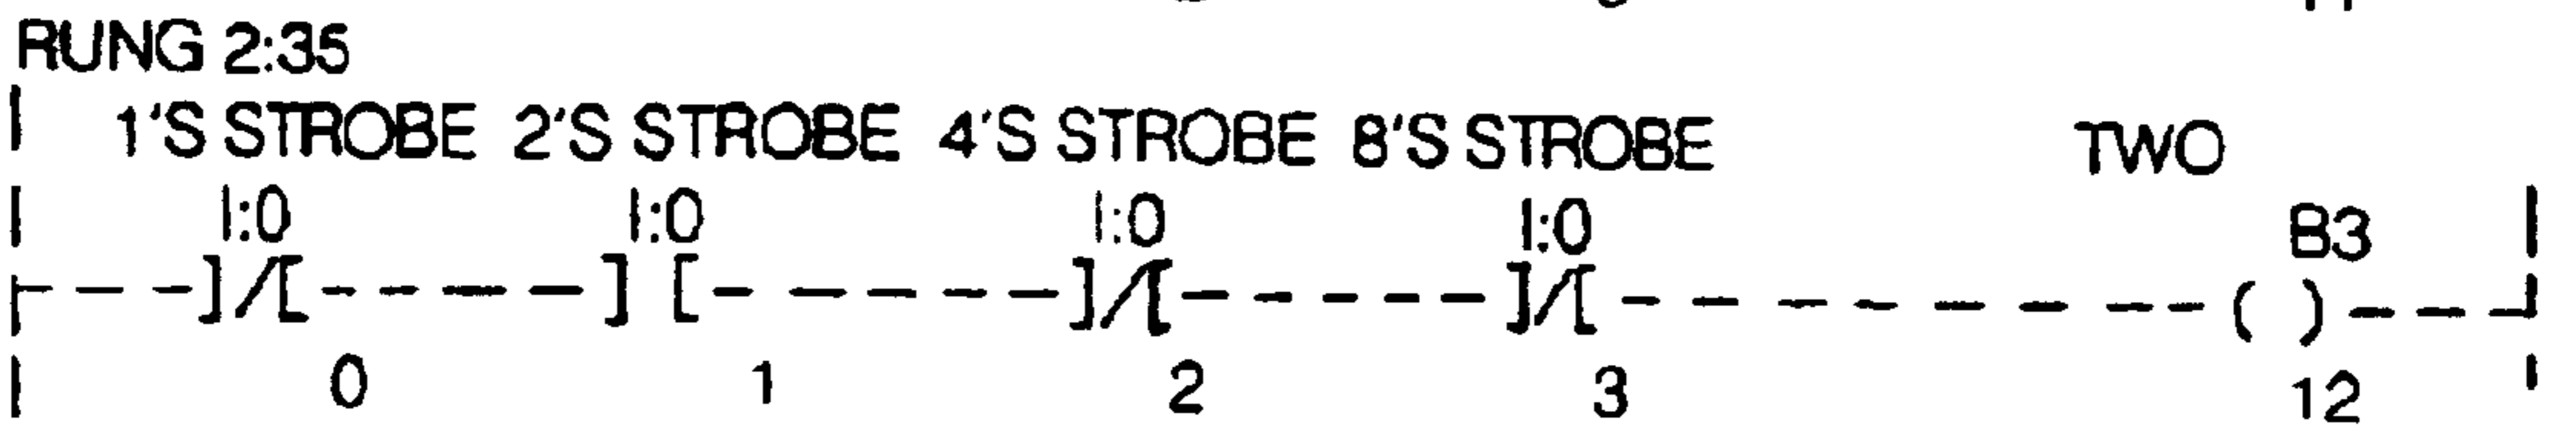 RUNG 2:35
| 1'S STROBE 2'S STROBE 4'S STROBE 8'S STROBE TWO
| I:0 I:0 I:0 I:0 B3 |
|- - - -]/[- - - - - -] [- - - - - -]/[- - - - - -]/[- - - - - - - - - -( )- - - -|
| 0 1 2 3 12 |